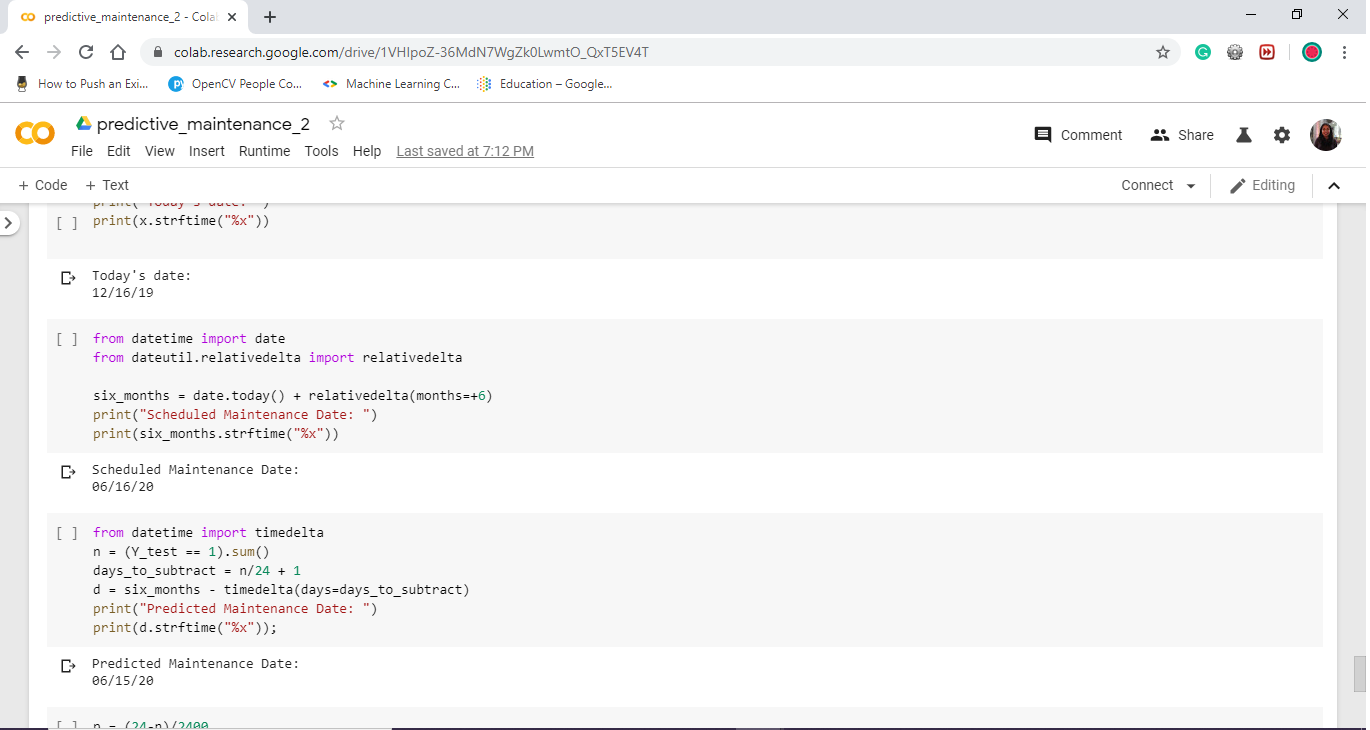 predictive_maintenance_2 - Cola
colab.research.google.com/drive/1VHIpoZ-36MdN7WgZk0LwmtO_QxT5EV4T
How to Push an Exi... OpenCV People Co... Machine Learning C... Education – Google...
predictive_maintenance_2
Comment Share
File Edit View Insert Runtime Tools Help Last saved at 7:12 PM
+ Code + Text Connect Editing
print("Today's date: ")
[ ] print(x.strftime("%x"))
Today's date:
12/16/19
[ ] from datetime import date
from dateutil.relativedelta import relativedelta
six_months = date.today() + relativedelta(months=+6)
print("Scheduled Maintenance Date: ")
print(six_months.strftime("%x"))
Scheduled Maintenance Date:
06/16/20
[ ] from datetime import timedelta
n = (Y_test == 1).sum()
days_to_subtract = n/24 + 1
d = six_months - timedelta(days=days_to_subtract)
print("Predicted Maintenance Date: ")
print(d.strftime("%x"));
Predicted Maintenance Date:
06/15/20
[ ] = (24-n)/2400